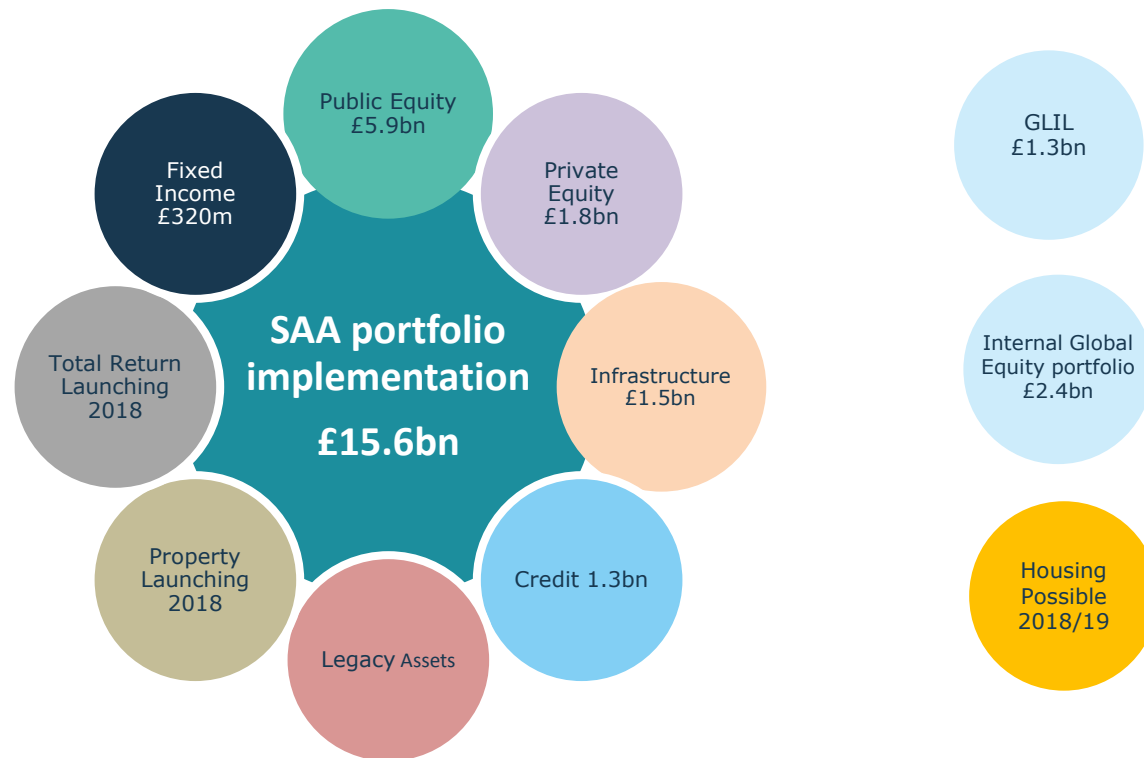 Public Equity
£5.9bn
Private
Equity
£1.8bn
Infrastructure
£1.5bn
Credit 1.3bn
Legacy Assets
Property
Launching
2018
Total Return
Launching
2018
Fixed
Income
£320m
SAA portfolio
implementation
£15.6bn
GLIL
£1.3bn
Internal Global
Equity portfolio
£2.4bn
Housing
Possible
2018/19